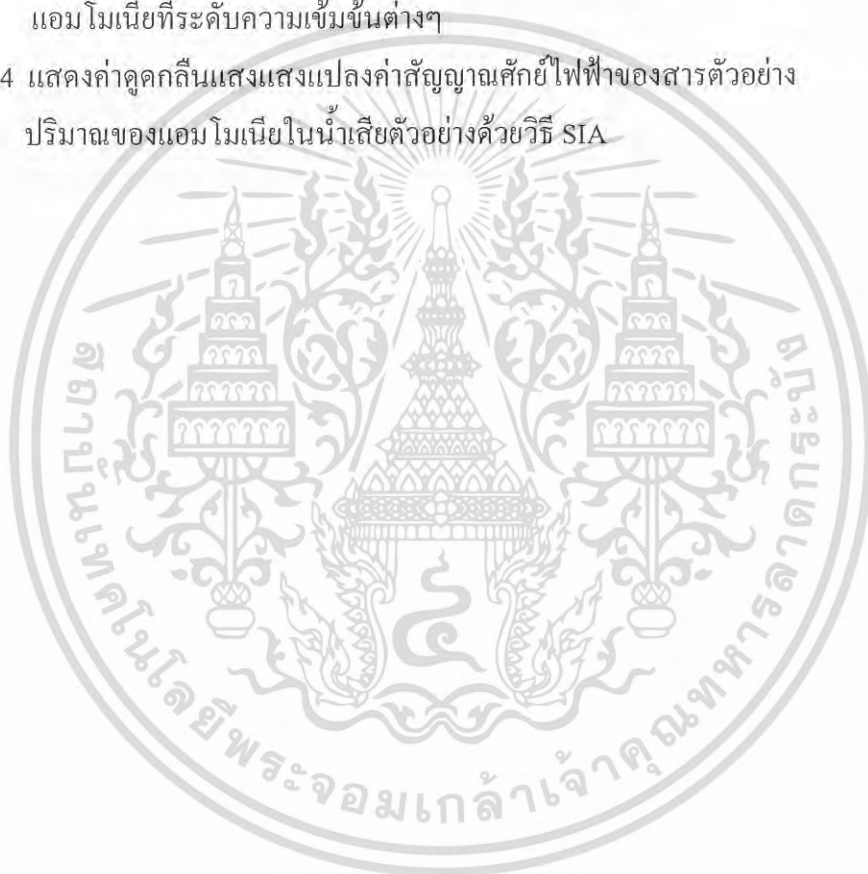 แอมโมเนียที่ระดับความเข้มข้นต่างๆ
4 แสดงค่าดูดกลืนแสงแสงแปลงค่าสัญญาณศักย์ไฟฟ้าของสารตัวอย่าง
ปริมาณของแอมโมเนียในน้ำเสียตัวอย่างด้วยวิธี SIA
สถาบันเทคโนโลยีพระจอมเกล้าเจ้าคุณทหารลาดกระบัง